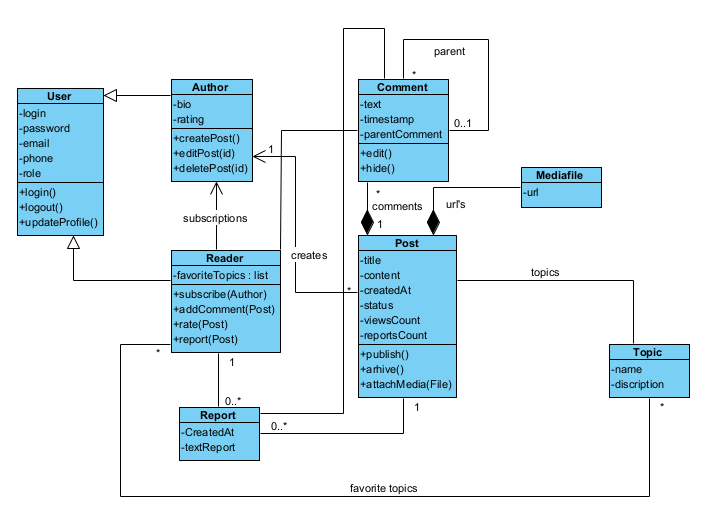 User
-login
-password
-email
-phone
-role
+login()
+logout()
+updateProfile()
Author
-bio
-rating
+createPost()
+editPost(id)
+deletePost(id)
1
subscriptions
creates
*
Comment
-text
-timestamp
-parentComment
+edit()
+hide()
parent
*
0..1
*
comments
1
url's
Mediafile
-url
Reader
-favoriteTopics : list
+subscribe(Author)
+addComment(Post)
+rate(Post)
+report(Post)
*
1
0..*
Post
-title
-content
-createdAt
-status
-viewsCount
-reportsCount
+publish()
+arhive()
+attachMedia(File)
1
topics
Topic
-name
-discription
*
Report
-CreatedAt
-textReport
0..*
favorite topics